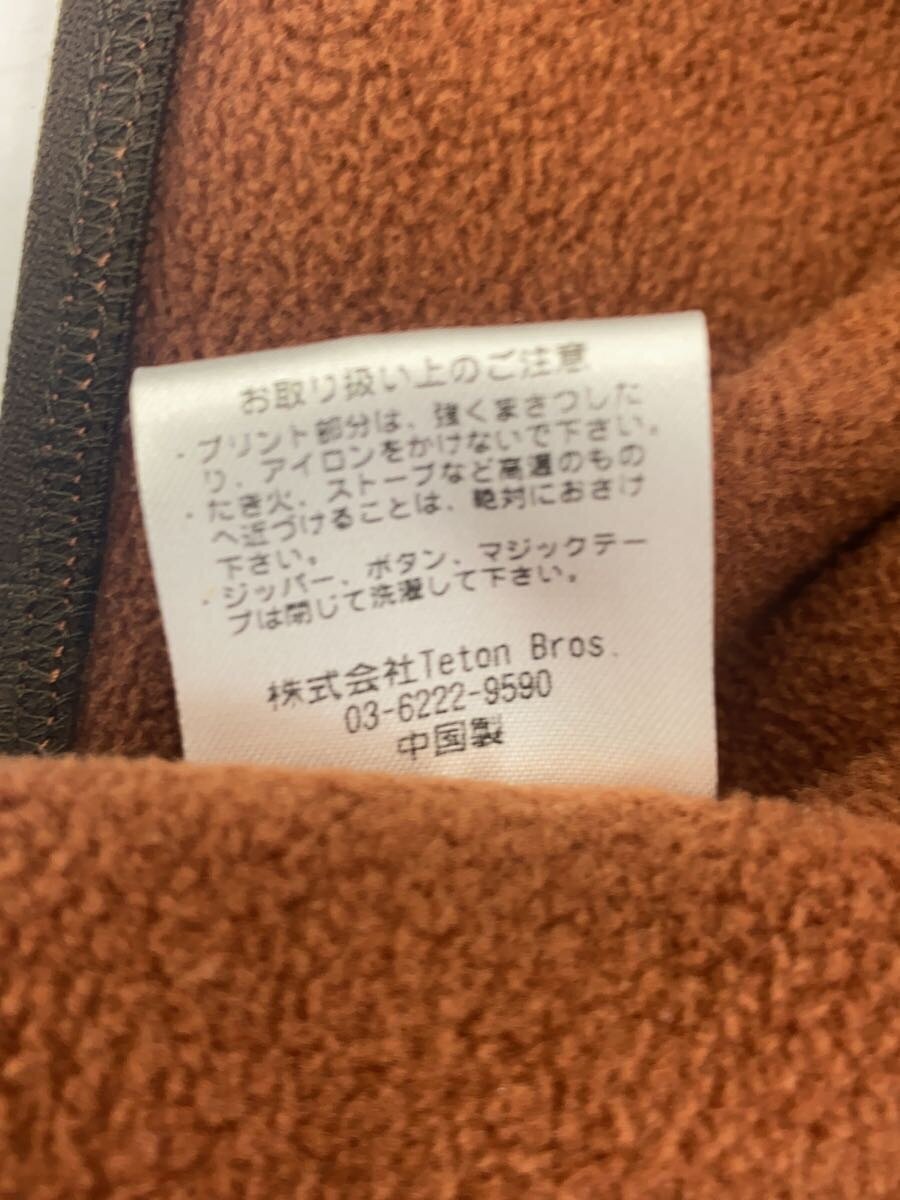 お取り扱い上のご注意
・プリント部分は、強くまさつした
り、アイロンをかけないで下さい。
・たき火、ストーブなど高温のもの
へ近づけることは、絶対におさけ
下さい。
・ジッパー、ボタン、マジックテー
プは閉じて洗濯して下さい。
株式会社Teton Bros.
03-6222-9590
中国製